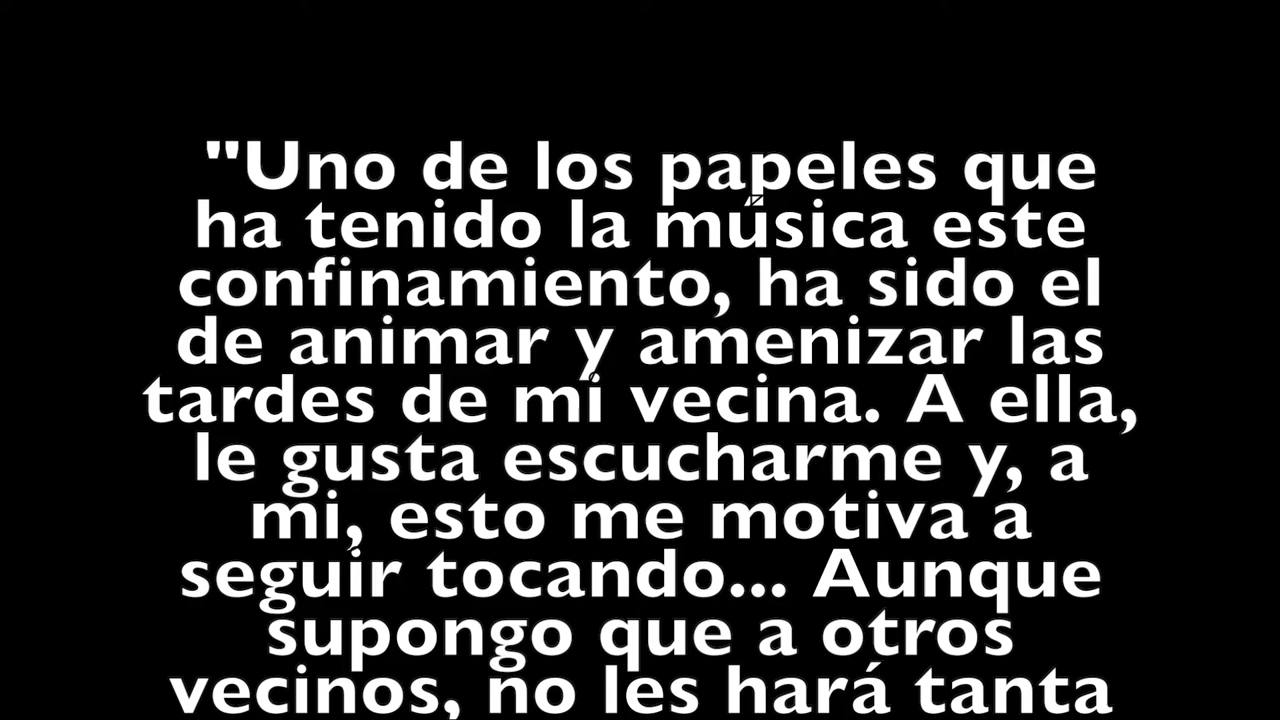 "Uno de los papeles que
ha tenido la música este
confinamiento, ha sido el
de animar y amenizar las
tardes de mi vecina. A ella,
le gusta escucharme y, a
mi, esto me motiva a
seguir tocando... Aunque
supongo que a otros
vecinos, no les hará tanta